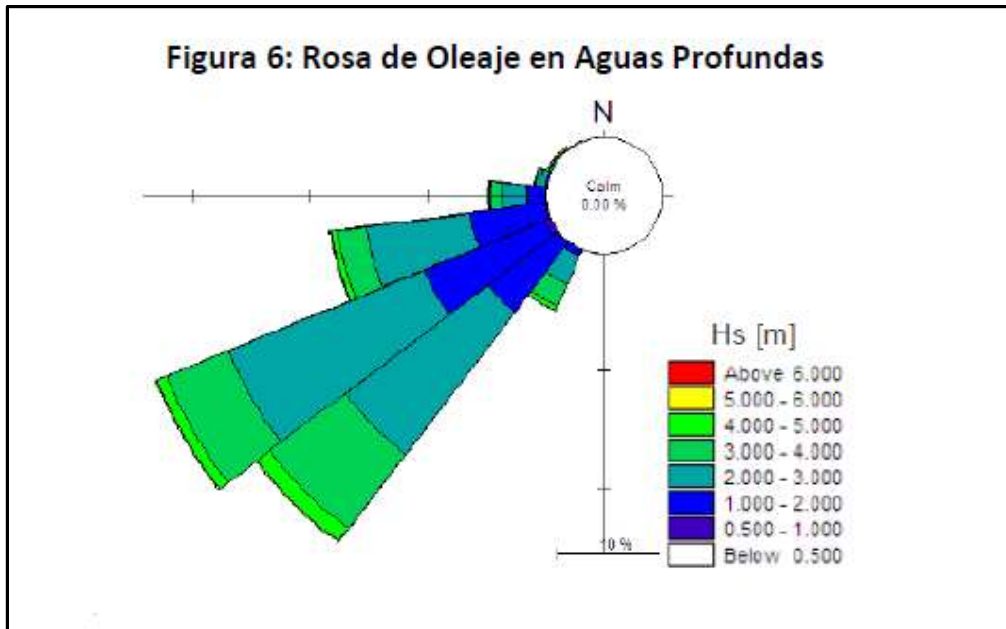 Figura 6: Rosa de Oleaje en Aguas Profundas
N
Calm
0.00 %
Hs [m]
Above 6.000
5.000 - 6.000
4.000 - 5.000
3.000 - 4.000
2.000 - 3.000
1.000 - 2.000
0.500 - 1.000
Below 0.500
10 %